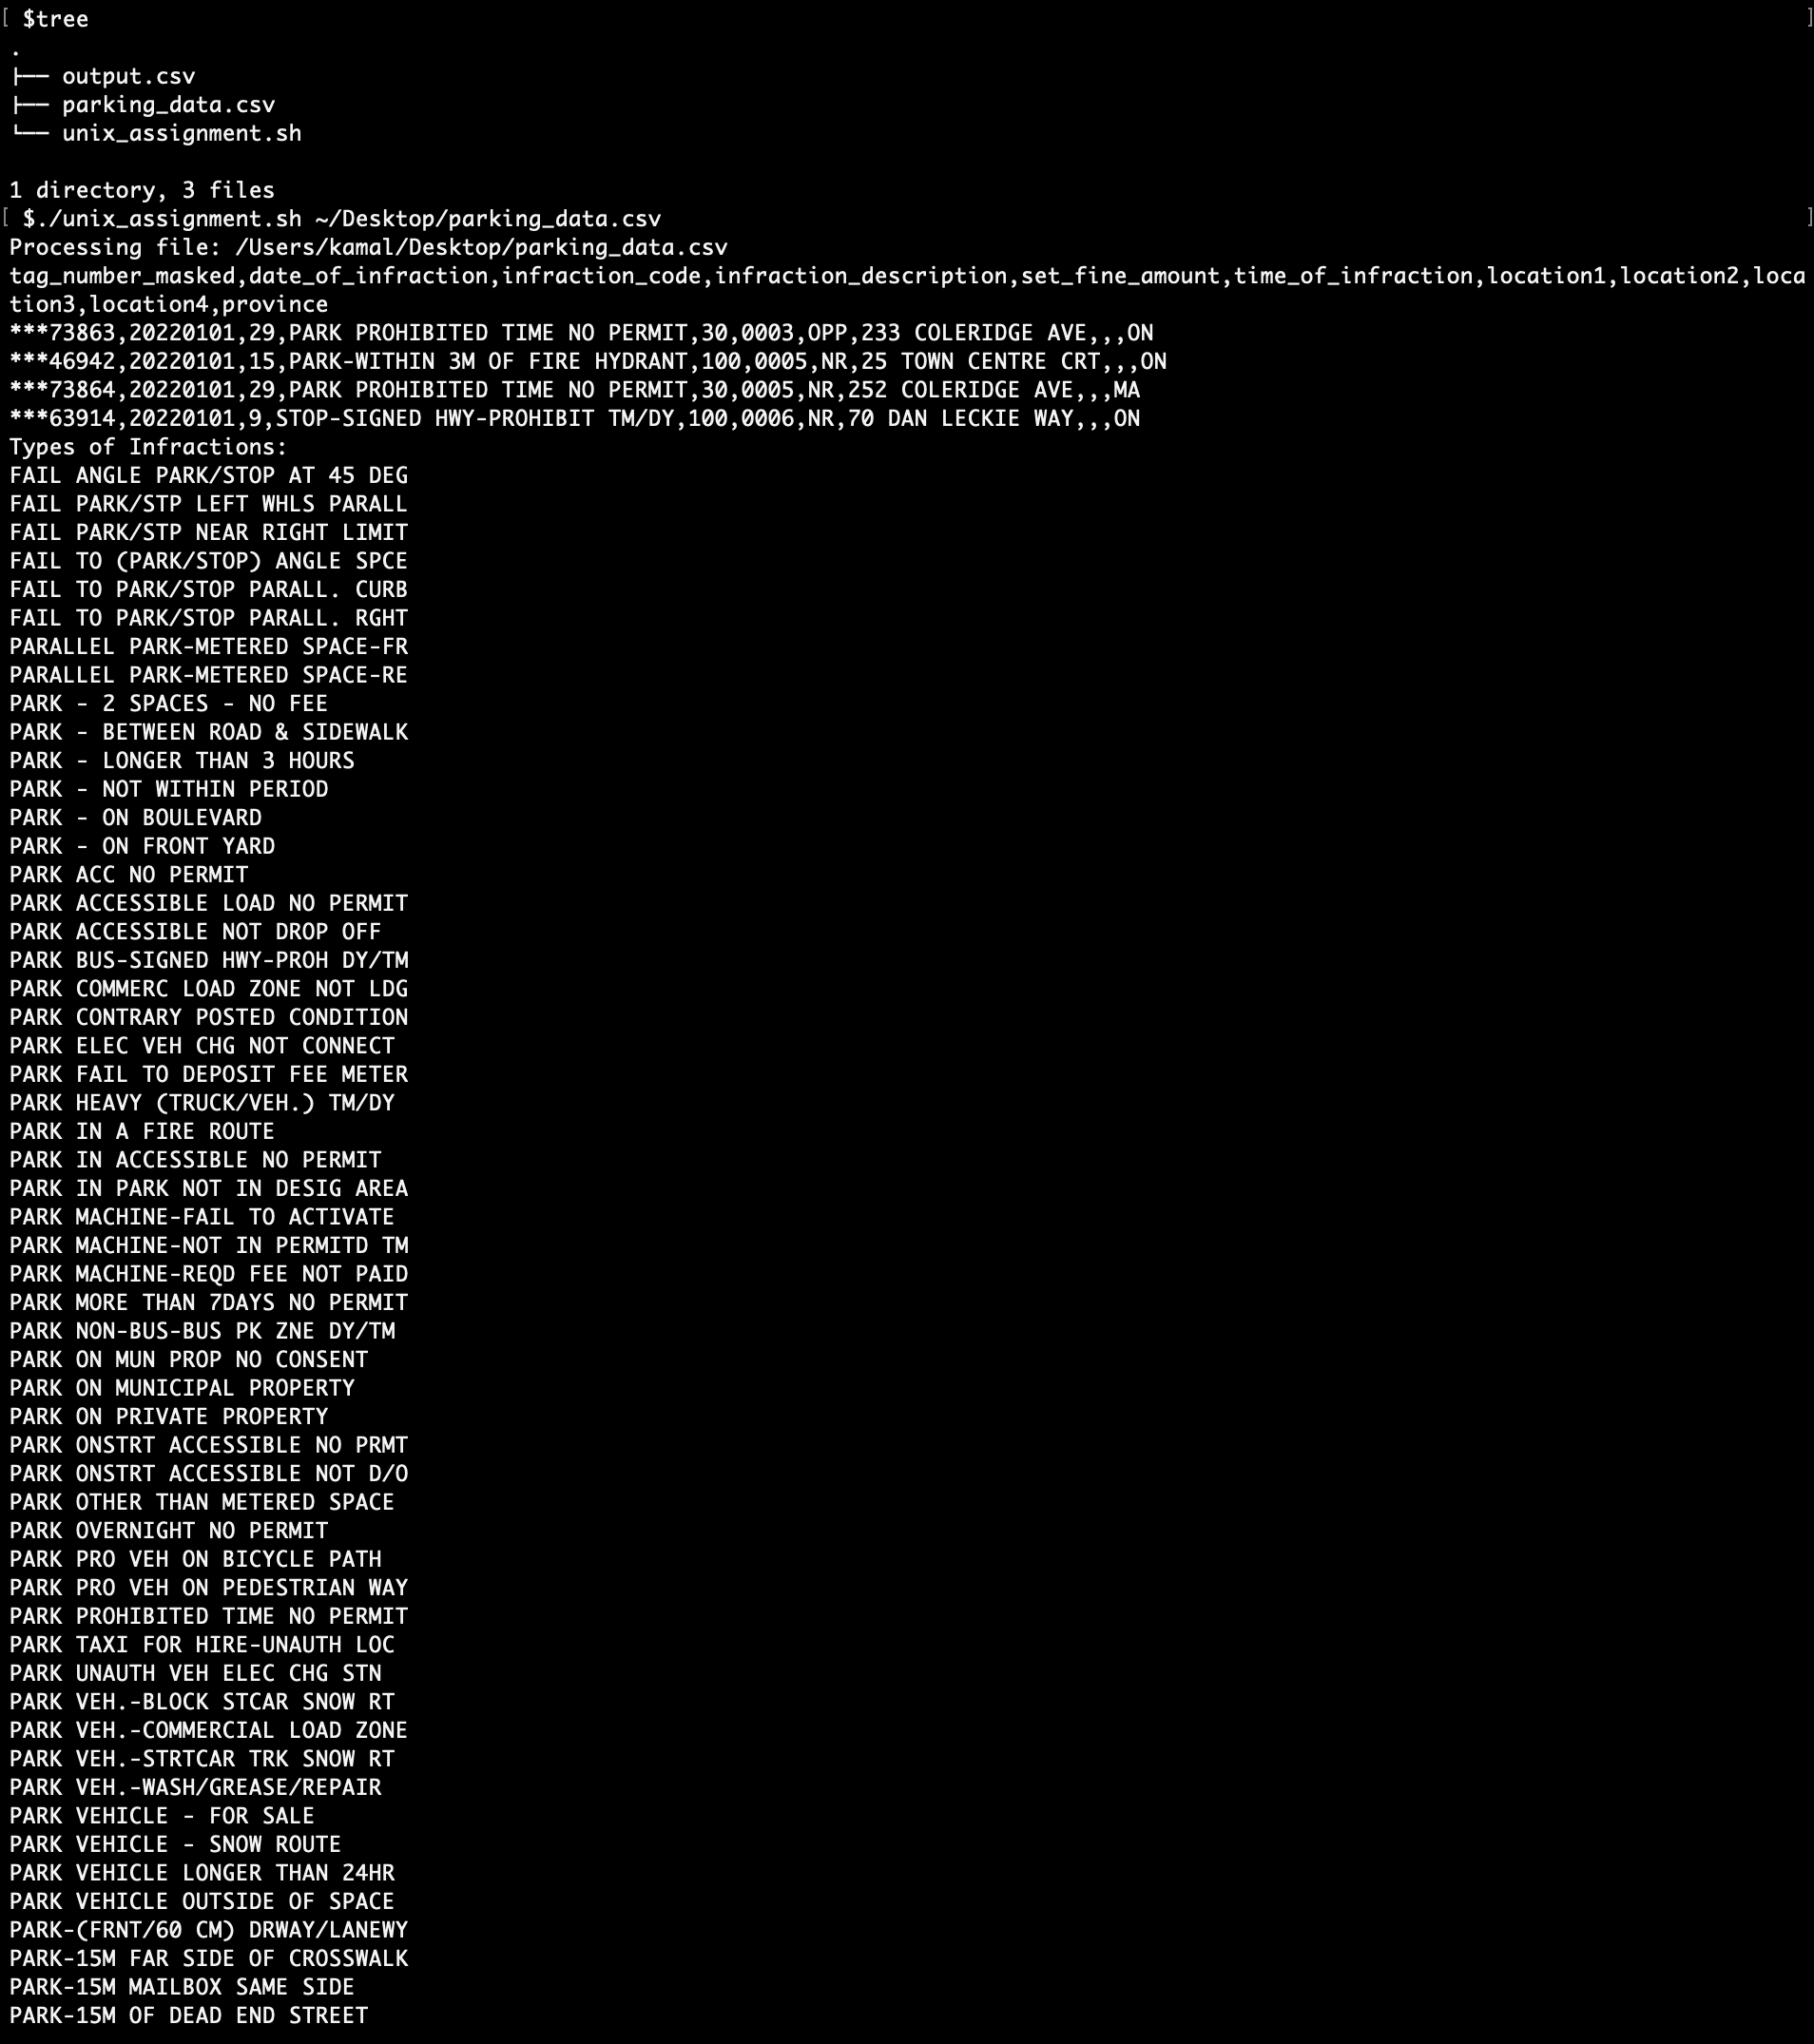 [ $tree ]
.
├── output.csv
├── parking_data.csv
└── unix_assignment.sh
1 directory, 3 files
[ $./unix_assignment.sh ~/Desktop/parking_data.csv ]
Processing file: /Users/kamal/Desktop/parking_data.csv
tag_number_masked,date_of_infraction,infraction_code,infraction_description,set_fine_amount,time_of_infraction,location1,location2,loca
tion3,location4,province
***73863,20220101,29,PARK PROHIBITED TIME NO PERMIT,30,0003,OPP,233 COLERIDGE AVE,,,ON
***46942,20220101,15,PARK-WITHIN 3M OF FIRE HYDRANT,100,0005,NR,25 TOWN CENTRE CRT,,,ON
***73864,20220101,29,PARK PROHIBITED TIME NO PERMIT,30,0005,NR,252 COLERIDGE AVE,,,MA
***63914,20220101,9,STOP-SIGNED HWY-PROHIBIT TM/DY,100,0006,NR,70 DAN LECKIE WAY,,,ON
Types of Infractions:
FAIL ANGLE PARK/STOP AT 45 DEG
FAIL PARK/STP LEFT WHLS PARALL
FAIL PARK/STP NEAR RIGHT LIMIT
FAIL TO (PARK/STOP) ANGLE SPCE
FAIL TO PARK/STOP PARALL. CURB
FAIL TO PARK/STOP PARALL. RGHT
PARALLEL PARK-METERED SPACE-FR
PARALLEL PARK-METERED SPACE-RE
PARK - 2 SPACES - NO FEE
PARK - BETWEEN ROAD & SIDEWALK
PARK - LONGER THAN 3 HOURS
PARK - NOT WITHIN PERIOD
PARK - ON BOULEVARD
PARK - ON FRONT YARD
PARK ACC NO PERMIT
PARK ACCESSIBLE LOAD NO PERMIT
PARK ACCESSIBLE NOT DROP OFF
PARK BUS-SIGNED HWY-PROH DY/TM
PARK COMMERC LOAD ZONE NOT LDG
PARK CONTRARY POSTED CONDITION
PARK ELEC VEH CHG NOT CONNECT
PARK FAIL TO DEPOSIT FEE METER
PARK HEAVY (TRUCK/VEH.) TM/DY
PARK IN A FIRE ROUTE
PARK IN ACCESSIBLE NO PERMIT
PARK IN PARK NOT IN DESIG AREA
PARK MACHINE-FAIL TO ACTIVATE
PARK MACHINE-NOT IN PERMITD TM
PARK MACHINE-REQD FEE NOT PAID
PARK MORE THAN 7DAYS NO PERMIT
PARK NON-BUS-BUS PK ZNE DY/TM
PARK ON MUN PROP NO CONSENT
PARK ON MUNICIPAL PROPERTY
PARK ON PRIVATE PROPERTY
PARK ONSTRT ACCESSIBLE NO PRMT
PARK ONSTRT ACCESSIBLE NOT D/O
PARK OTHER THAN METERED SPACE
PARK OVERNIGHT NO PERMIT
PARK PRO VEH ON BICYCLE PATH
PARK PRO VEH ON PEDESTRIAN WAY
PARK PROHIBITED TIME NO PERMIT
PARK TAXI FOR HIRE-UNAUTH LOC
PARK UNAUTH VEH ELEC CHG STN
PARK VEH.-BLOCK STCAR SNOW RT
PARK VEH.-COMMERCIAL LOAD ZONE
PARK VEH.-STRTCAR TRK SNOW RT
PARK VEH.-WASH/GREASE/REPAIR
PARK VEHICLE - FOR SALE
PARK VEHICLE - SNOW ROUTE
PARK VEHICLE LONGER THAN 24HR
PARK VEHICLE OUTSIDE OF SPACE
PARK-(FRNT/60 CM) DRWAY/LANEWY
PARK-15M FAR SIDE OF CROSSWALK
PARK-15M MAILBOX SAME SIDE
PARK-15M OF DEAD END STREET